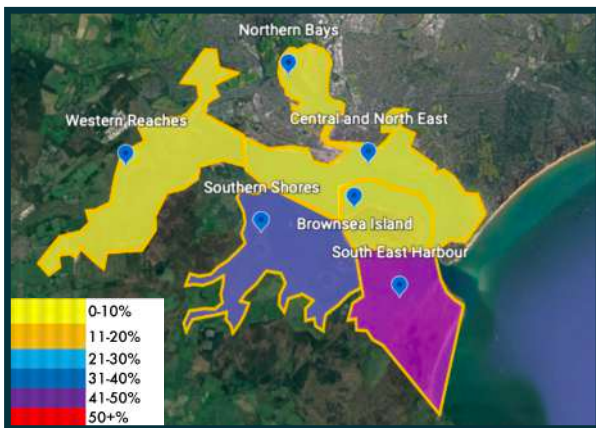 Northern Bays
Western Reaches
Central and North East
Southern Shores
Brownsea Island
South East Harbour
0-10%
11-20%
21-30%
31-40%
41-50%
50+%